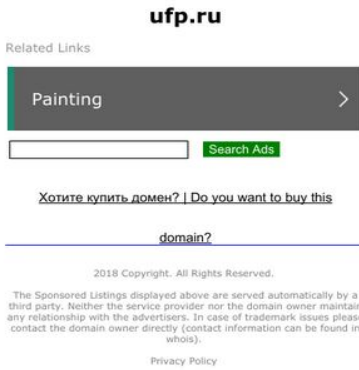 ufp.ru
Related Links
Painting
Search Ads
Хотите купить домен? | Do you want to buy this
domain?
2018 Copyright. All Rights Reserved.
The Sponsored Listings displayed above are served automatically by a
third party. Neither the service provider nor the domain owner maintain
any relationship with the advertisers. In case of trademark issues please
contact the domain owner directly (contact information can be found in
whois).
Privacy Policy